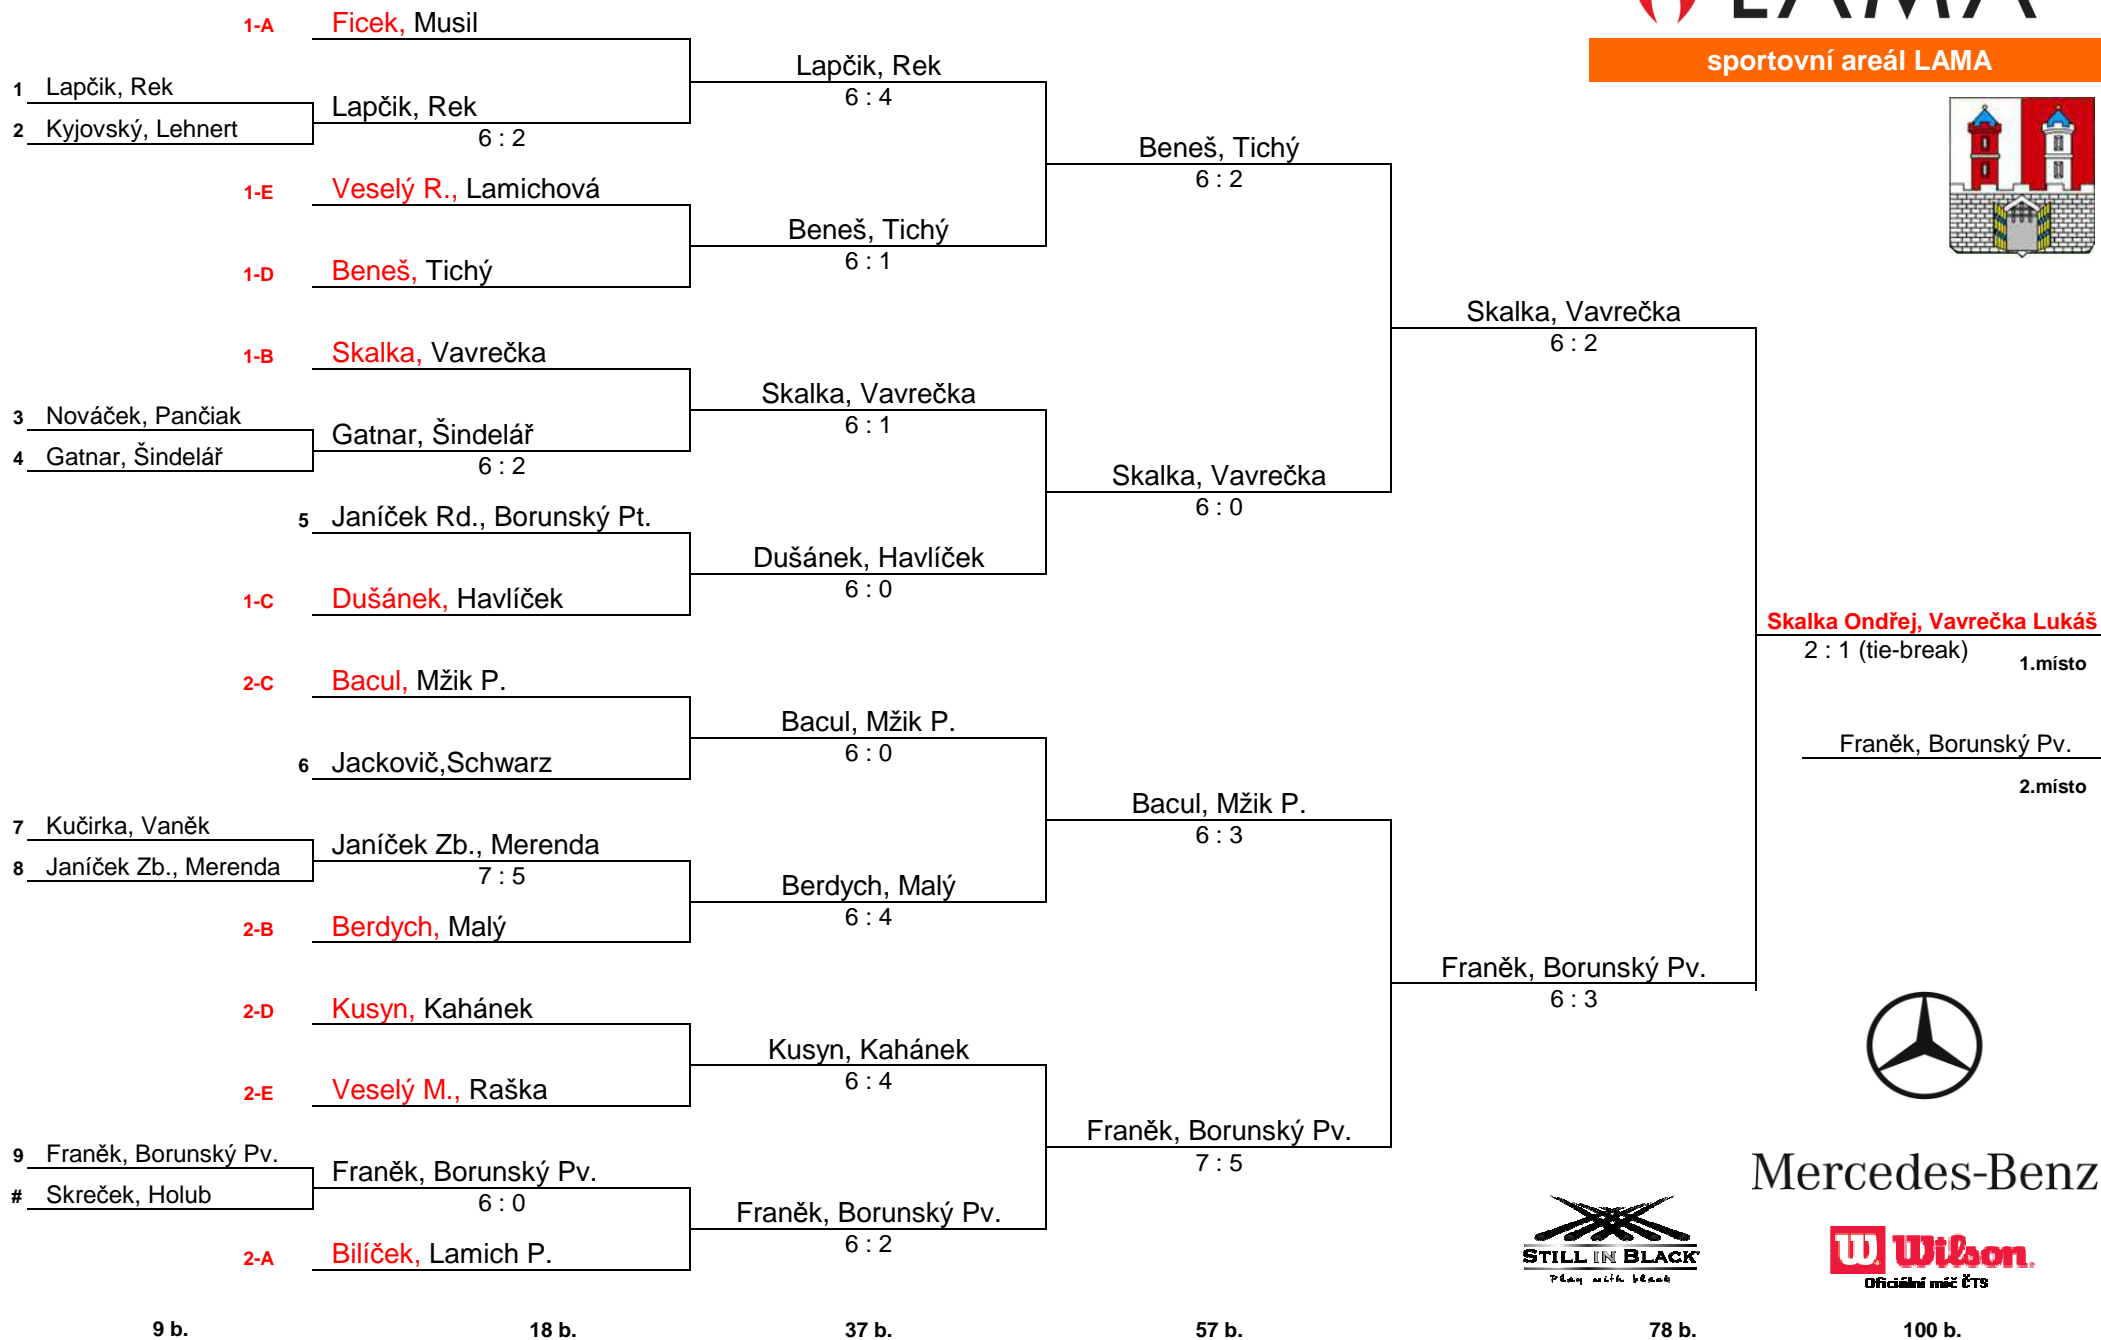 LAMA
sportovní areál LAMA
1-A Ficek, Musil
Lapčik, Rek
6 : 4
1 Lapčik, Rek
Lapčik, Rek
6 : 2
2 Kyjovský, Lehnert
Beneš, Tichý
6 : 2
1-E Veselý R., Lamichová
Beneš, Tichý
6 : 1
1-D Beneš, Tichý
Skalka, Vavrečka
6 : 2
1-B Skalka, Vavrečka
Skalka, Vavrečka
6 : 1
3 Nováček, Pančiak
Gatnar, Šindelář
6 : 2
4 Gatnar, Šindelář
Skalka, Vavrečka
6 : 0
5 Janíček Rd., Borunský Pt.
Dušánek, Havlíček
6 : 0
1-C Dušánek, Havlíček
Skalka Ondřej, Vavrečka Lukáš
2 : 1 (tie-break) 1.místo
2-C Bacul, Mžik P.
Bacul, Mžik P.
6 : 0
Franěk, Borunský Pv.
2.místo
6 Jackovič,Schwarz
Bacul, Mžik P.
6 : 3
7 Kučirka, Vaněk
Janíček Zb., Merenda
7 : 5
8 Janíček Zb., Merenda
Berdych, Malý
6 : 4
2-B Berdych, Malý
Franěk, Borunský Pv.
6 : 3
2-D Kusyn, Kahánek
Kusyn, Kahánek
6 : 4
2-E Veselý M., Raška
Franěk, Borunský Pv.
7 : 5
9 Franěk, Borunský Pv.
Franěk, Borunský Pv.
6 : 0
# Skreček, Holub
Franěk, Borunský Pv.
6 : 2
2-A Bilíček, Lamich P.
Mercedes-Benz
STILL IN BLACK
Play with black
W Wilson.
Oficiální míč ČTS
9 b. 18 b. 37 b. 57 b. 78 b. 100 b.